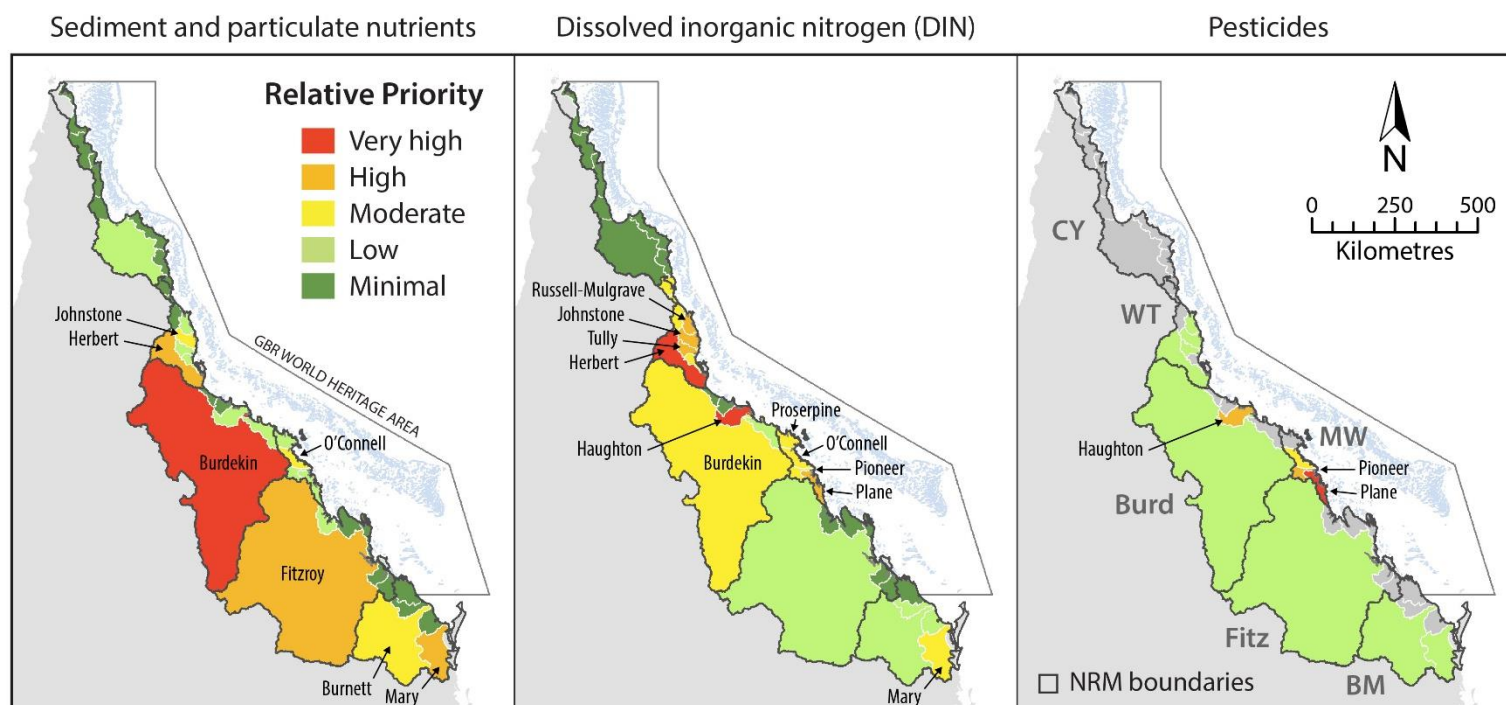 Sediment and particulate nutrients
Dissolved inorganic nitrogen (DIN)
Pesticides
Relative Priority
Very high
High
Moderate
Low
Minimal
Johnstone
Herbert
GBR WORLD HERITAGE AREA
O'Connell
Burdekin
Fitzroy
Burnett
Mary
Russell-Mulgrave
Johnstone
Tully
Herbert
Proserpine
O'Connell
Haughton
Burdekin
Pioneer
Plane
Mary
N
0 250 500
Kilometres
CY
WT
MW
Haughton
Pioneer
Plane
Burd
Fitz
BM
NRM boundaries